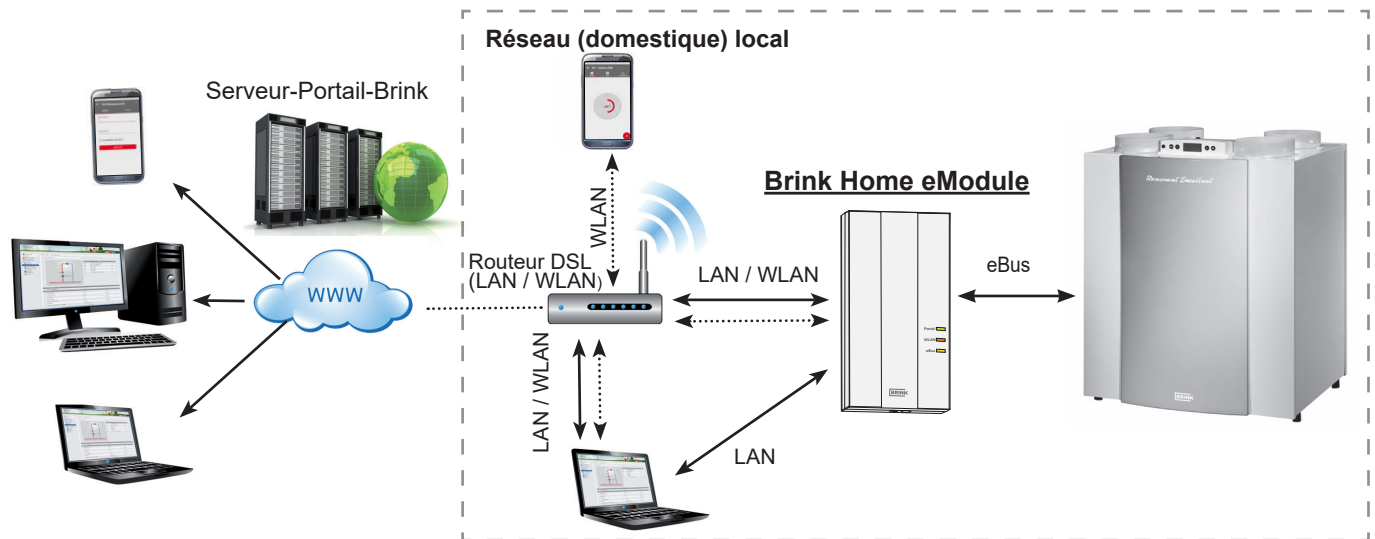 Réseau (domestique) local
Serveur-Portail-Brink
WLAN
Brink Home eModule
Renovent Excellent
Routeur DSL
(LAN / WLAN)
LAN / WLAN
eBus
WWW
Portal
WLAN
eBus
BRINK
BRINK
LAN / WLAN
LAN